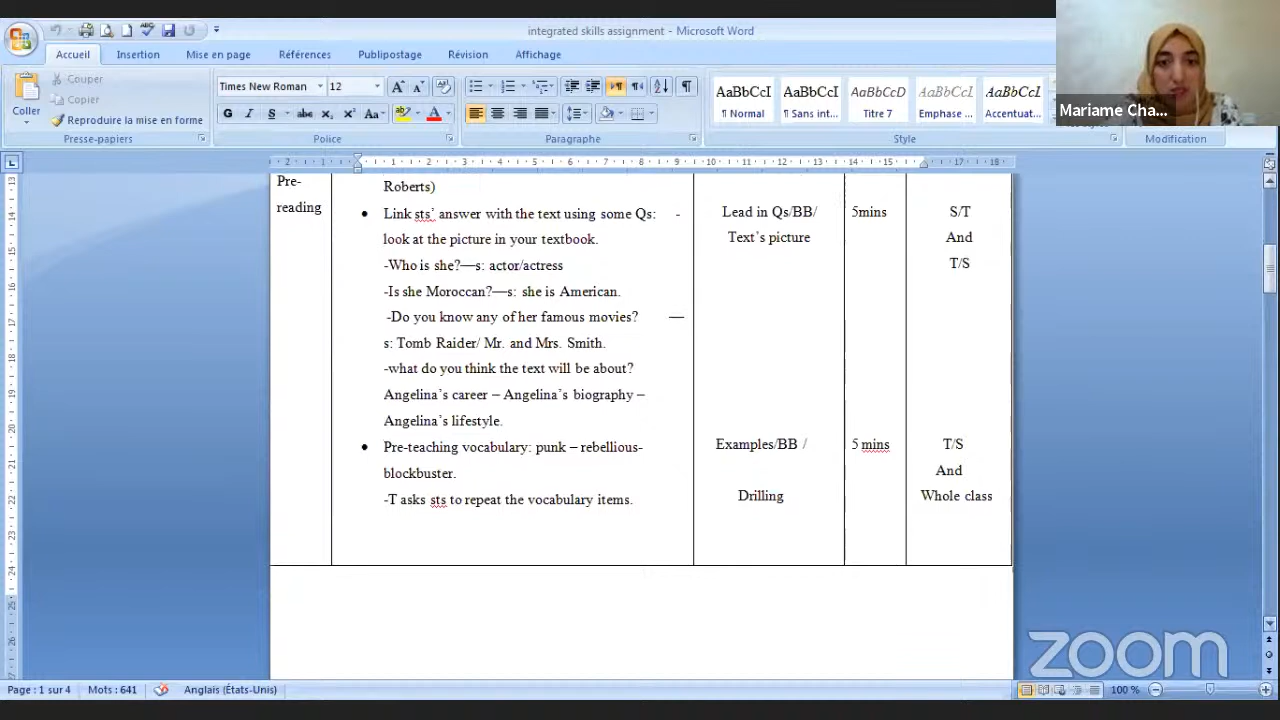 integrated skills assignment - Microsoft Word
Accueil Insertion Mise en page Références Publipostage Révision Affichage
Couper
Copier
Coller
Reproduire la mise en forme
Presse-papiers
Times New Roman 12
Police
Paragraphe
AaBbCcI AaBbCcI AaBbCcD AaBbCcI AaBbCcI
¶ Normal ¶ Sans int... Titre 7 Emphase ... Accentuat...
Style
Modification
Mariame Cha...
Pre-
reading
Roberts)
• Link sts' answer with the text using some Qs: -
look at the picture in your textbook.
-Who is she?—s: actor/actress
-Is she Moroccan?—s: she is American.
-Do you know any of her famous movies? —
s: Tomb Raider/ Mr. and Mrs. Smith.
-what do you think the text will be about?
Angelina's career – Angelina's biography –
Angelina's lifestyle.
• Pre-teaching vocabulary: punk – rebellious-
blockbuster.
-T asks sts to repeat the vocabulary items.
Lead in Qs/BB/
Text's picture
Examples/BB /
Drilling
5mins
5 mins
S/T
And
T/S
T/S
And
Whole class
zoom
Page : 1 sur 4 Mots : 641 Anglais (États-Unis) 100 %